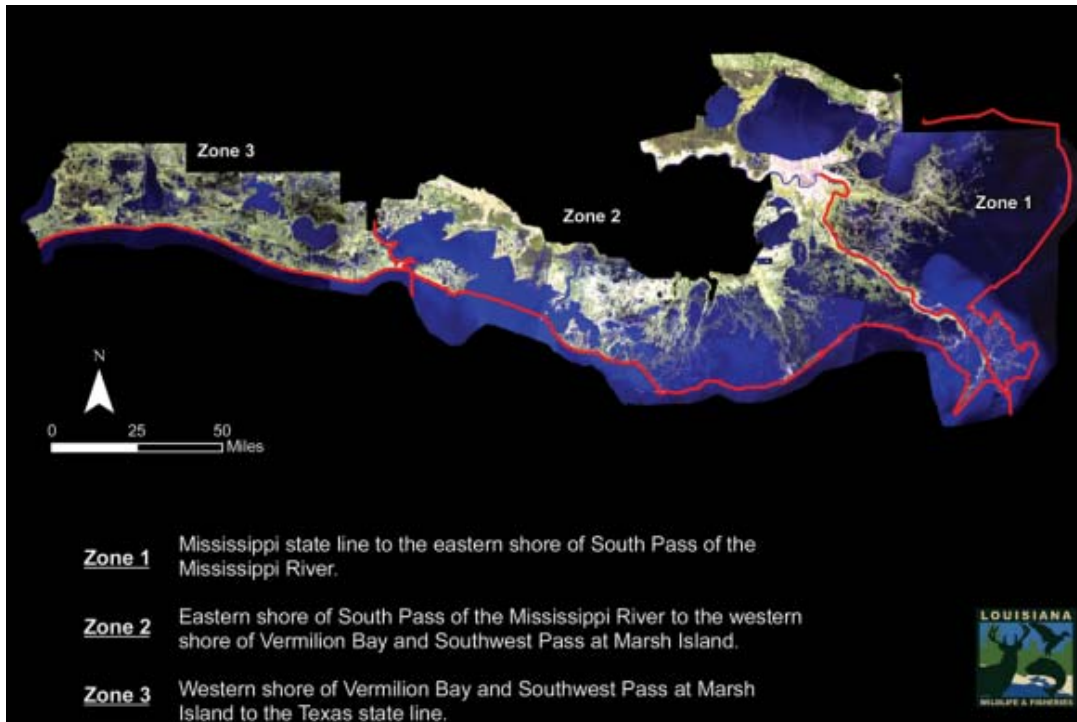 Zone 3
Zone 2
Zone 1
N
0 25 50
Miles
Zone 1 Mississippi state line to the eastern shore of South Pass of the
Mississippi River.
Zone 2 Eastern shore of South Pass of the Mississippi River to the western
shore of Vermilion Bay and Southwest Pass at Marsh Island.
Zone 3 Western shore of Vermilion Bay and Southwest Pass at Marsh
Island to the Texas state line.
LOUISIANA
WILDLIFE & FISHERIES